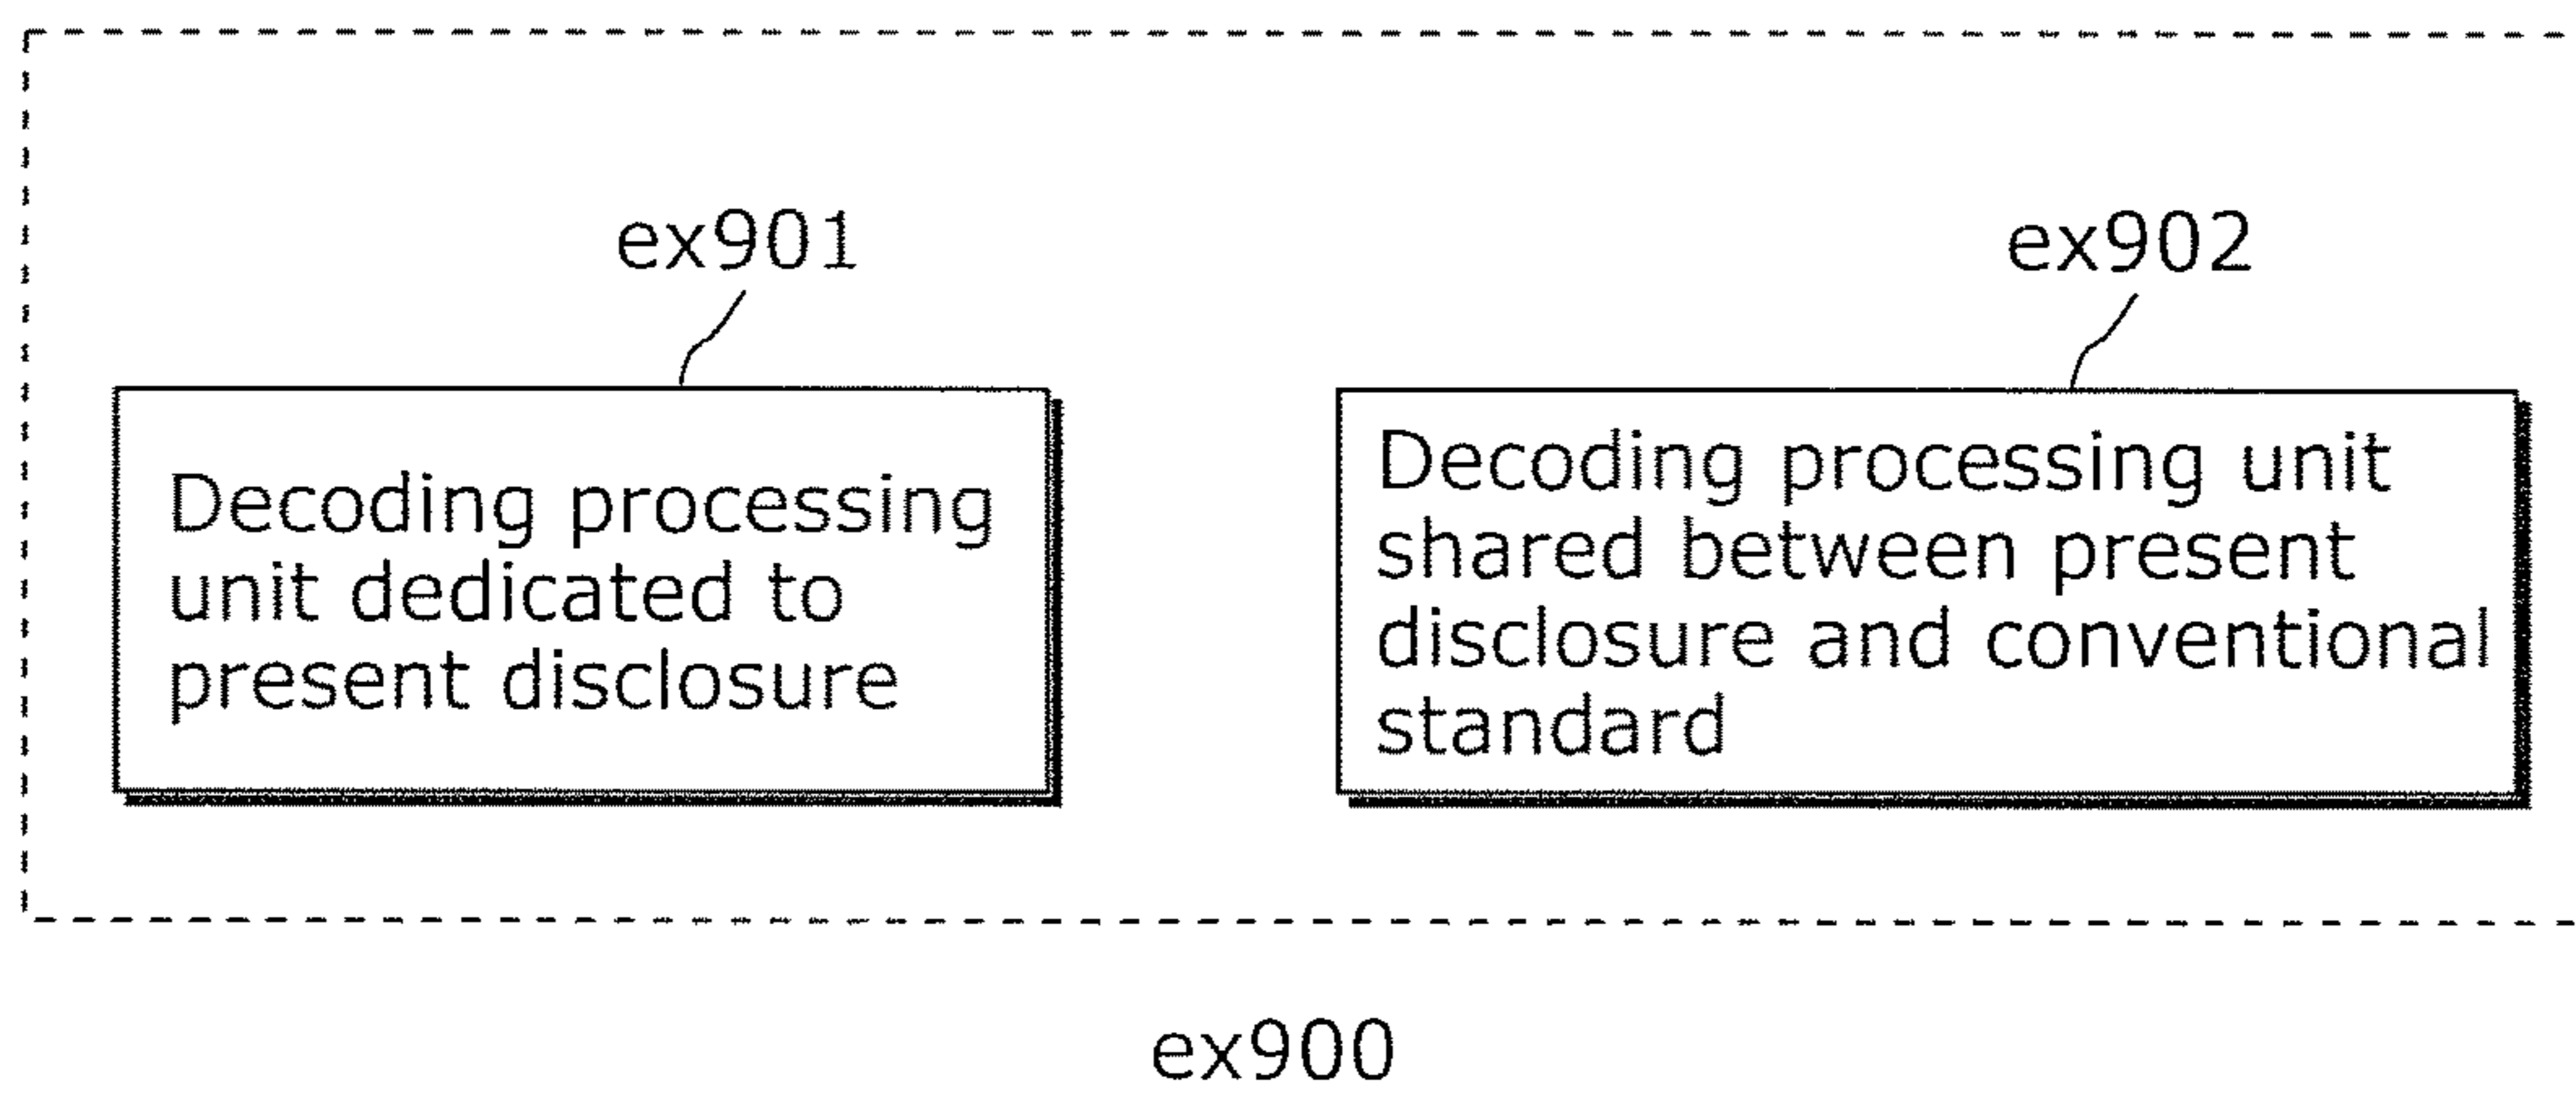 ex901
Decoding processing
unit dedicated to
present disclosure
ex902
Decoding processing unit
shared between present
disclosure and conventional
standard
ex900